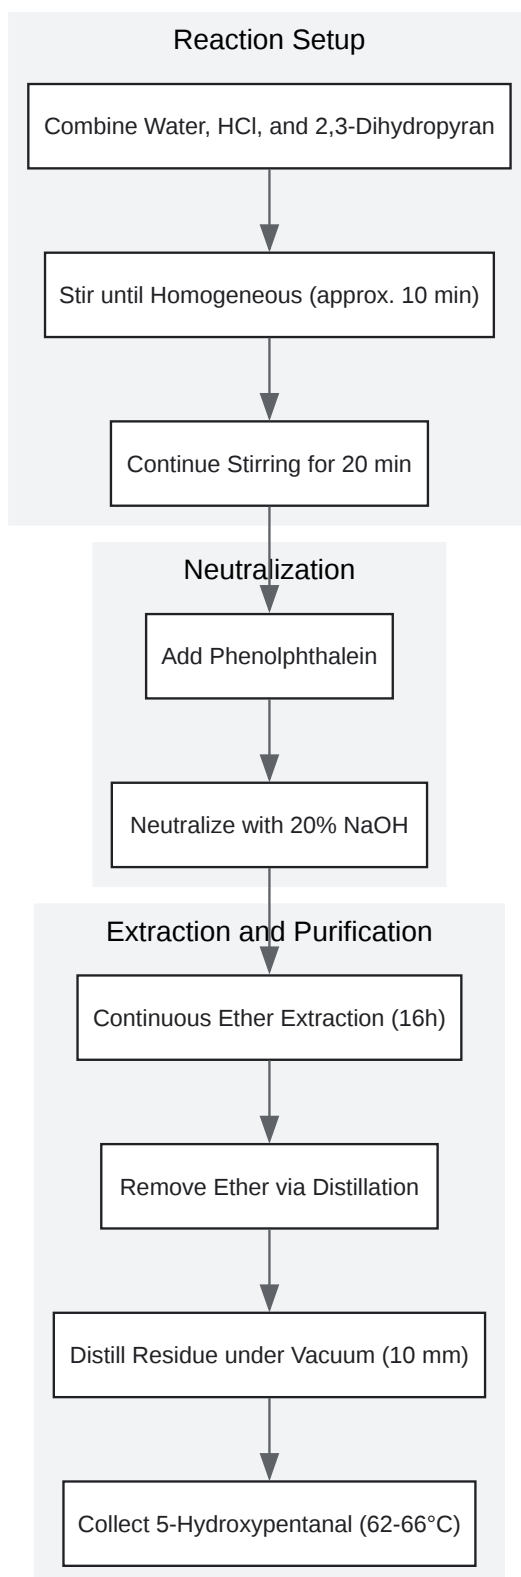 Reaction Setup
Combine Water, HCl, and 2,3-Dihydropyran
Stir until Homogeneous (approx. 10 min)
Continue Stirring for 20 min
Neutralization
Add Phenolphthalein
Neutralize with 20% NaOH
Extraction and Purification
Continuous Ether Extraction (16h)
Remove Ether via Distillation
Distill Residue under Vacuum (10 mm)
Collect 5-Hydroxypentanal (62-66°C)